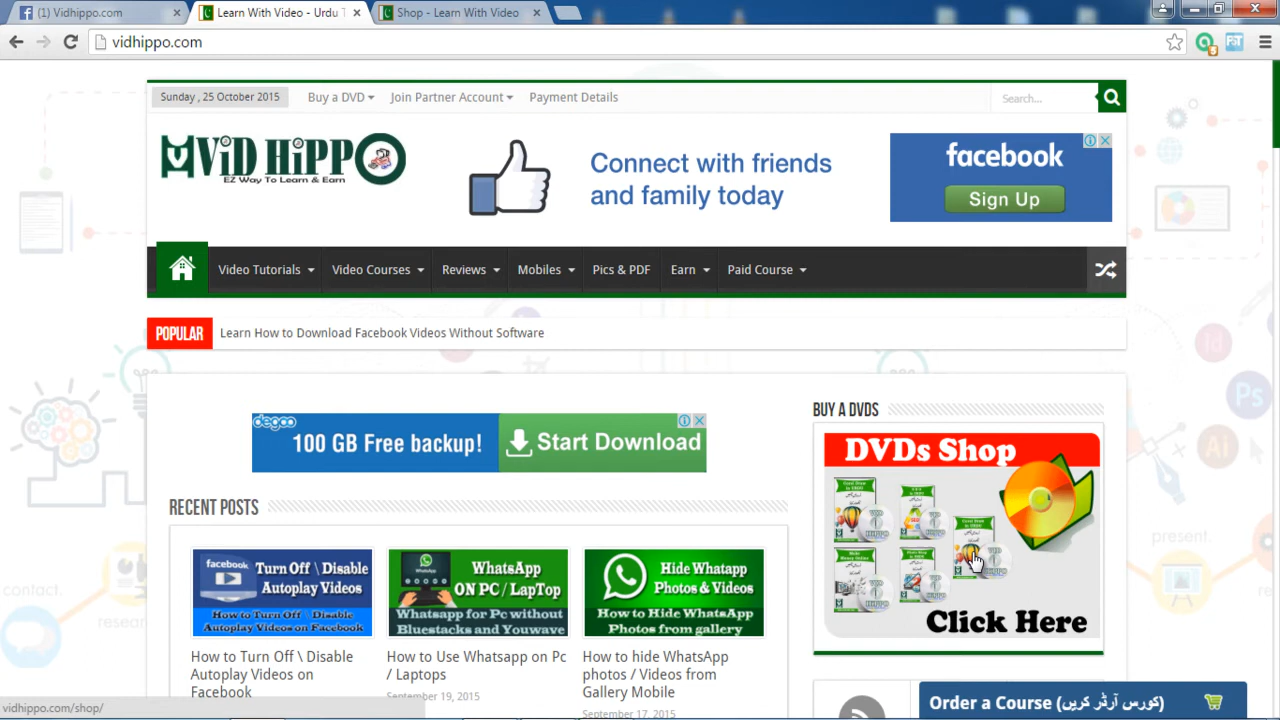 (1) Vidhippo.com
Learn With Video - Urdu T
Shop - Learn With Video
vidhippo.com
Sunday , 25 October 2015
Buy a DVD
Join Partner Account
Payment Details
Search...
ViD HiPPO
EZ Way To Learn & Earn
Connect with friends
and family today
facebook
Sign Up
Video Tutorials
Video Courses
Reviews
Mobiles
Pics & PDF
Earn
Paid Course
POPULAR
Learn How to Download Facebook Videos Without Software
degoo
100 GB Free backup!
Start Download
BUY A DVDS
DVDs Shop
Click Here
RECENT POSTS
facebook
Turn Off \ Disable
Autoplay Videos
How to Turn Off \ Disable
Autoplay Videos on Facebook
WhatsApp
ON PC / LapTop
Whatsapp for Pc without
Bluestacks and Youwave
Hide Whatapp
Photos & Videos
How to Hide WhatsApp
Photos from gallery
How to Turn Off \ Disable
Autoplay Videos on
Facebook
How to Use Whatsapp on Pc
/ Laptops
September 19, 2015
How to hide WhatsApp
photos / Videos from
Gallery Mobile
September 17, 2015
contact.
present.
Id
Ps
Ai
vidhippo.com/shop/
Order a Course (کورس آرڈر کریں)